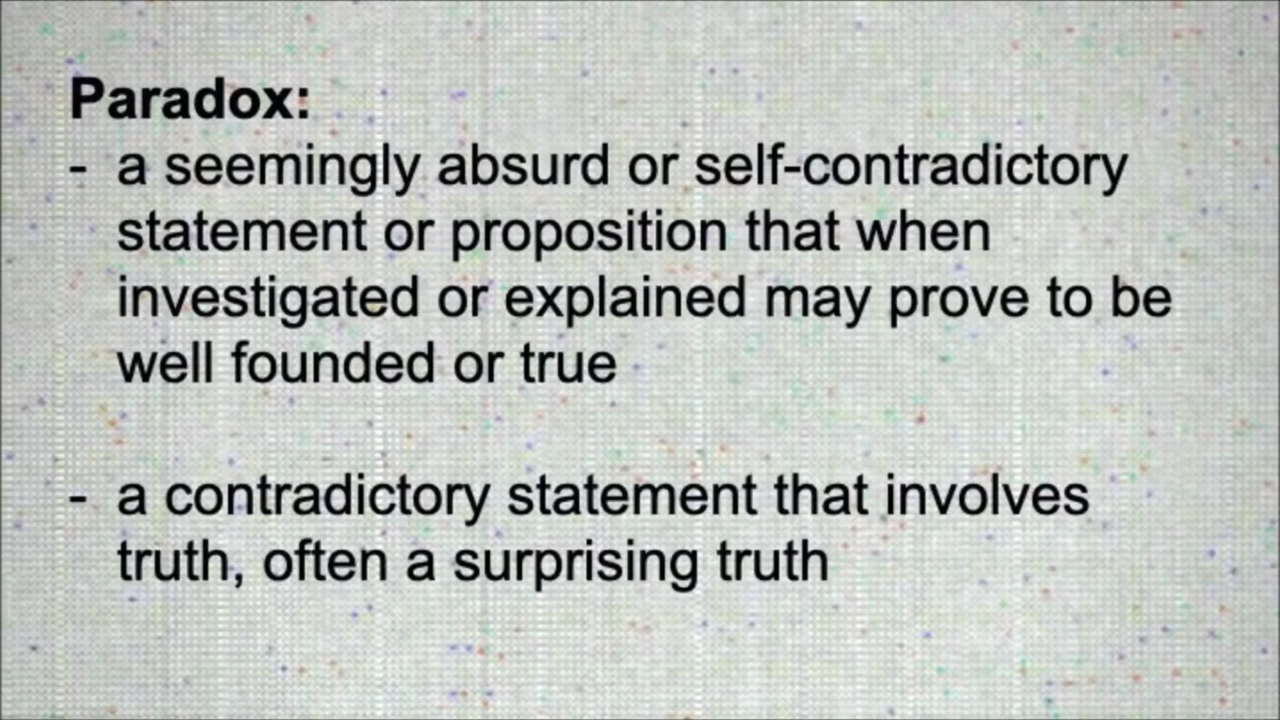 Paradox:
- a seemingly absurd or self-contradictory
statement or proposition that when
investigated or explained may prove to be
well founded or true
- a contradictory statement that involves
truth, often a surprising truth